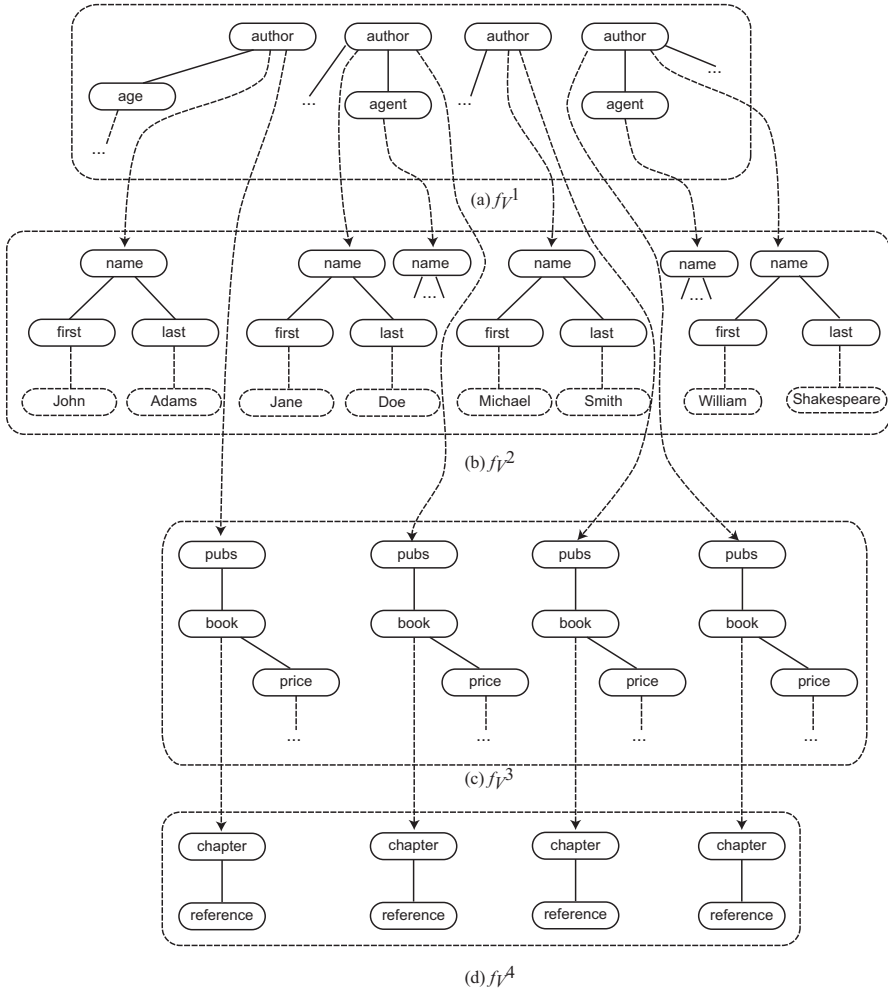 author author author author
age ...
... agent ... agent
...
(a) fV1
name name name name name name
... ...
first last first last first last first last
John Adams Jane Doe Michael Smith William Shakespeare
(b) fV2
pubs pubs pubs pubs
book book book book
price price price price
... ... ... ...
(c) fV3
chapter chapter chapter chapter
reference reference reference reference
(d) fV4